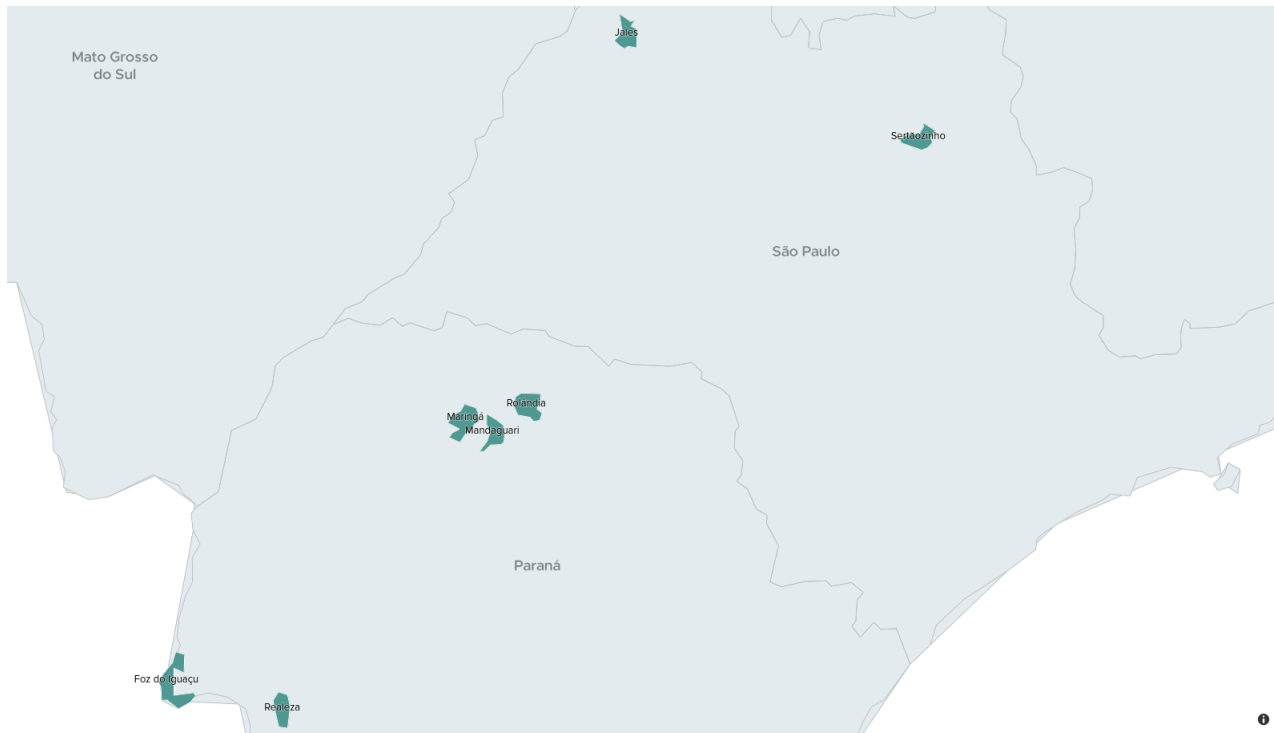 Jales
Mato Grosso
do Sul
Sertãozinho
São Paulo
Rolândia
Maringá
Mandaguari
Paraná
Foz do Iguaçu
Realeza